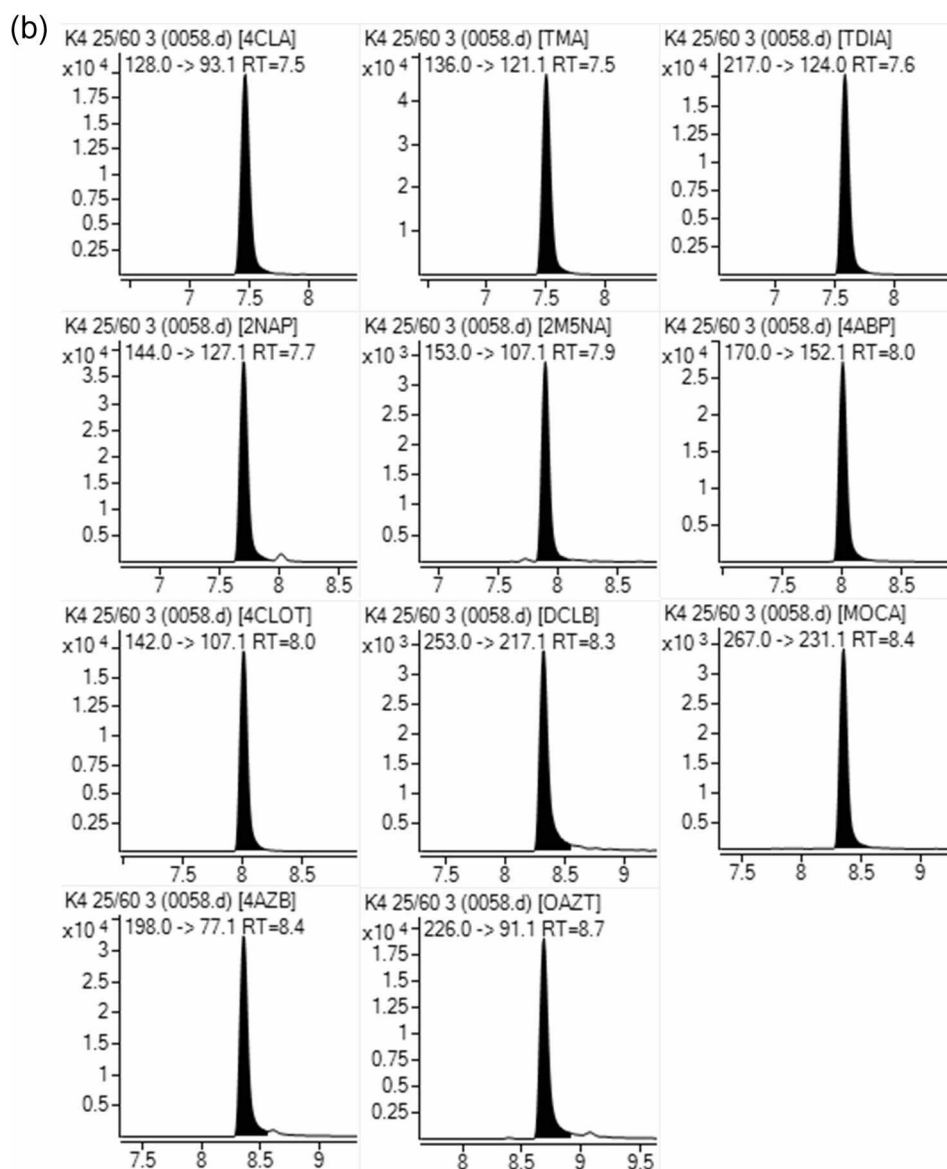 (b)
K4 25/60 3 (0058.d) [4CLA]
x10 4 128.0 -> 93.1 RT=7.5
1.75
1.5
1.25
1
0.75
0.5
0.25
7 7.5 8
K4 25/60 3 (0058.d) [TMA]
x10 4 136.0 -> 121.1 RT=7.5
4
3
2
1
7 7.5 8
K4 25/60 3 (0058.d) [TDIA]
x10 4 217.0 -> 124.0 RT=7.6
1.5
1.25
1
0.75
0.5
0.25
7 7.5 8
K4 25/60 3 (0058.d) [2NAP]
x10 4 144.0 -> 127.1 RT=7.7
3.5
3
2.5
2
1.5
1
0.5
7 7.5 8 8.5
K4 25/60 3 (0058.d) [2M5NA]
x10 3 153.0 -> 107.1 RT=7.9
3
2.5
2
1.5
1
0.5
7 7.5 8 8.5
K4 25/60 3 (0058.d) [4ABP]
x10 4 170.0 -> 152.1 RT=8.0
2.5
2
1.5
1
0.5
7 7.5 8 8.5
K4 25/60 3 (0058.d) [4CLOT]
x10 4 142.0 -> 107.1 RT=8.0
1.5
1.25
1
0.75
0.5
0.25
7.5 8 8.5
K4 25/60 3 (0058.d) [DCLB]
x10 3 253.0 -> 217.1 RT=8.3
3
2.5
2
1.5
1
0.5
7.5 8 8.5 9
K4 25/60 3 (0058.d) [MOCA]
x10 3 267.0 -> 231.1 RT=8.4
3
2.5
2
1.5
1
0.5
7.5 8 8.5 9
K4 25/60 3 (0058.d) [4AZB]
x10 4 198.0 -> 77.1 RT=8.4
3
2.5
2
1.5
1
0.5
7.5 8 8.5 9
K4 25/60 3 (0058.d) [OAZT]
x10 4 226.0 -> 91.1 RT=8.7
1.75
1.5
1.25
1
0.75
0.5
0.25
8 8.5 9 9.5